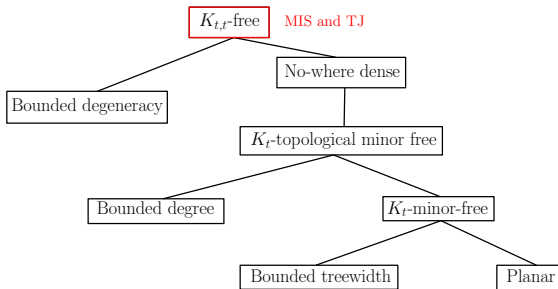 K_{t,t}-free
MIS and TJ
No-where dense
Bounded degeneracy
K_t-topological minor free
Bounded degree
K_t-minor-free
Bounded treewidth
Planar